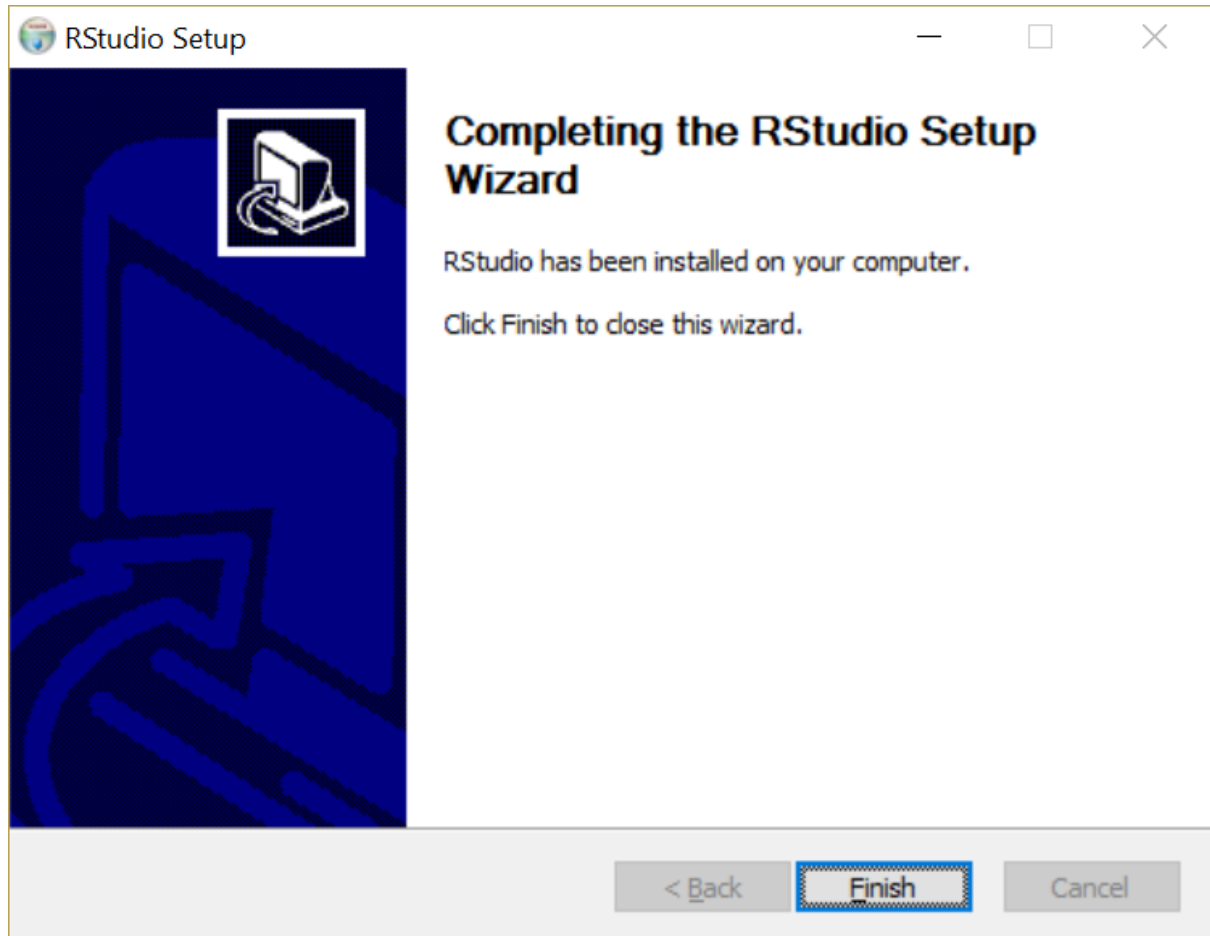 RStudio Setup
Completing the RStudio Setup
Wizard
RStudio has been installed on your computer.
Click Finish to close this wizard.
< Back
Finish
Cancel